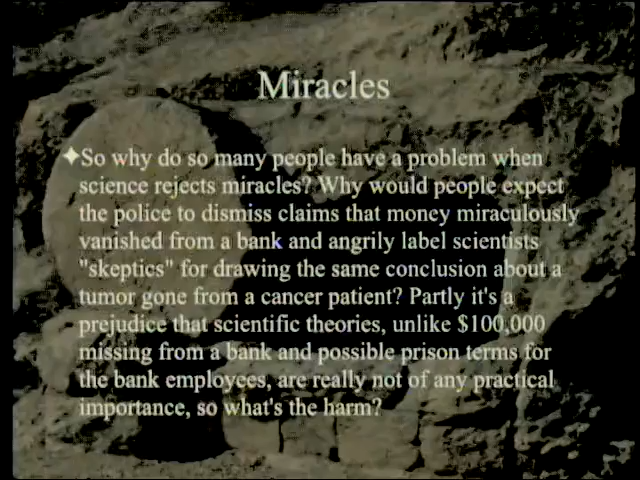 Miracles
✦So why do so many people have a problem when
science rejects miracles? Why would people expect
the police to dismiss claims that money miraculously
vanished from a bank and angrily label scientists
"skeptics" for drawing the same conclusion about a
tumor gone from a cancer patient? Partly it's a
prejudice that scientific theories, unlike $100,000
missing from a bank and possible prison terms for
the bank employees, are really not of any practical
importance, so what's the harm?